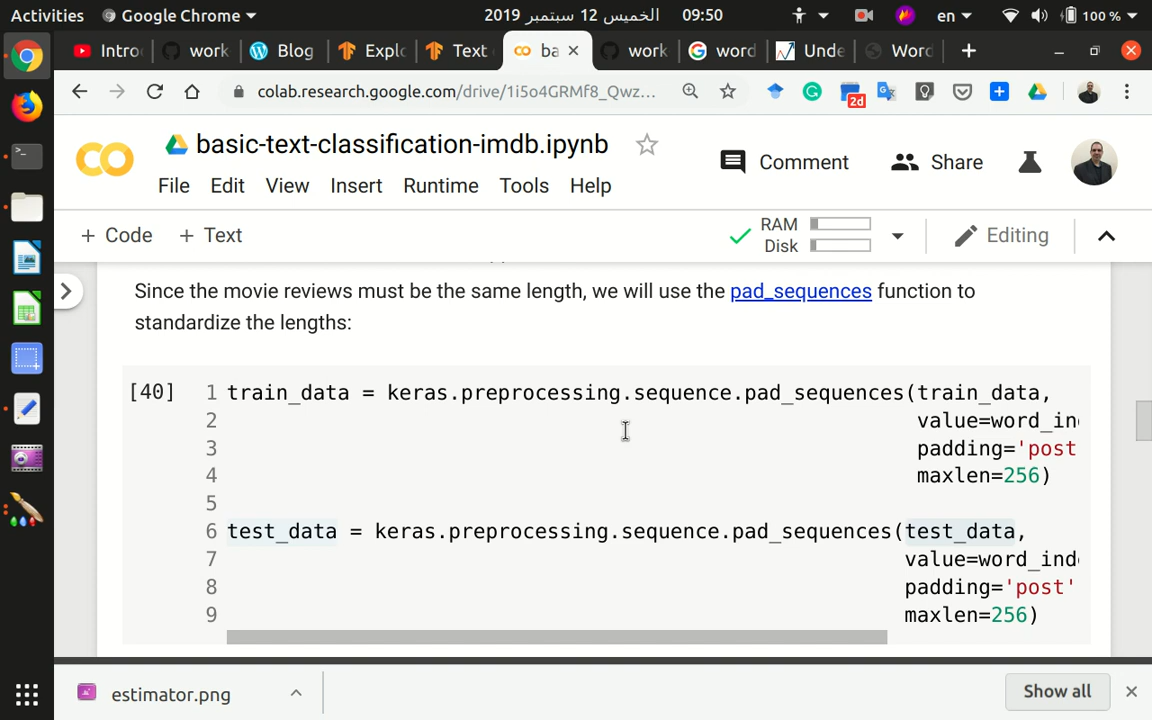 Activities Google Chrome الخميس 12 سبتمبر 2019 09:50 en 100 %
Intro work Blog Explo Text ba work word Unde Word
colab.research.google.com/drive/1i5o4GRMf8_Qwz... 2d
basic-text-classification-imdb.ipynb
Comment Share
File Edit View Insert Runtime Tools Help
+ Code + Text RAM Disk Editing
Since the movie reviews must be the same length, we will use the pad_sequences function to
standardize the lengths:
[40] 1 train_data = keras.preprocessing.sequence.pad_sequences(train_data,
2 value=word_in
3 padding='post
4 maxlen=256)
5
6 test_data = keras.preprocessing.sequence.pad_sequences(test_data,
7 value=word_ind
8 padding='post'
9 maxlen=256)
estimator.png Show all